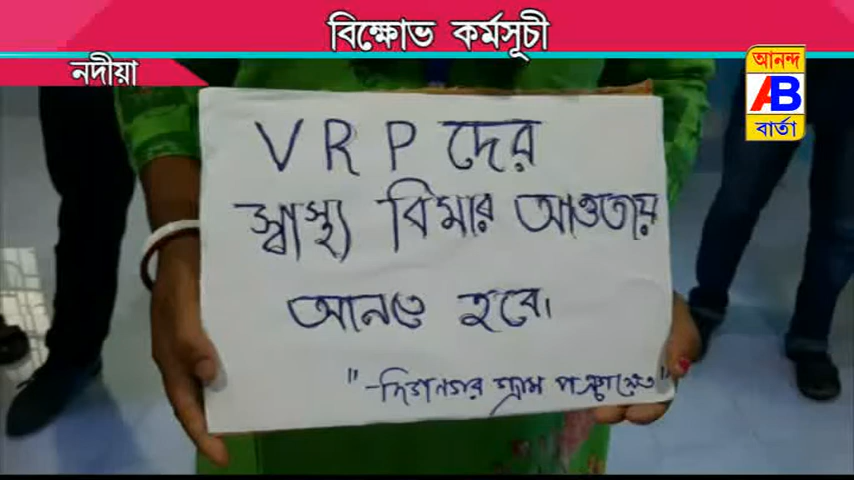 বিক্ষোভ কর্মসূচী
নদীয়া
আনন্দ
AB
বার্তা
VRP দের
স্বাস্থ্য বিমার আওতায়
আনতে হবে।
"-দিগনগর গ্রাম পঞ্চায়েত"